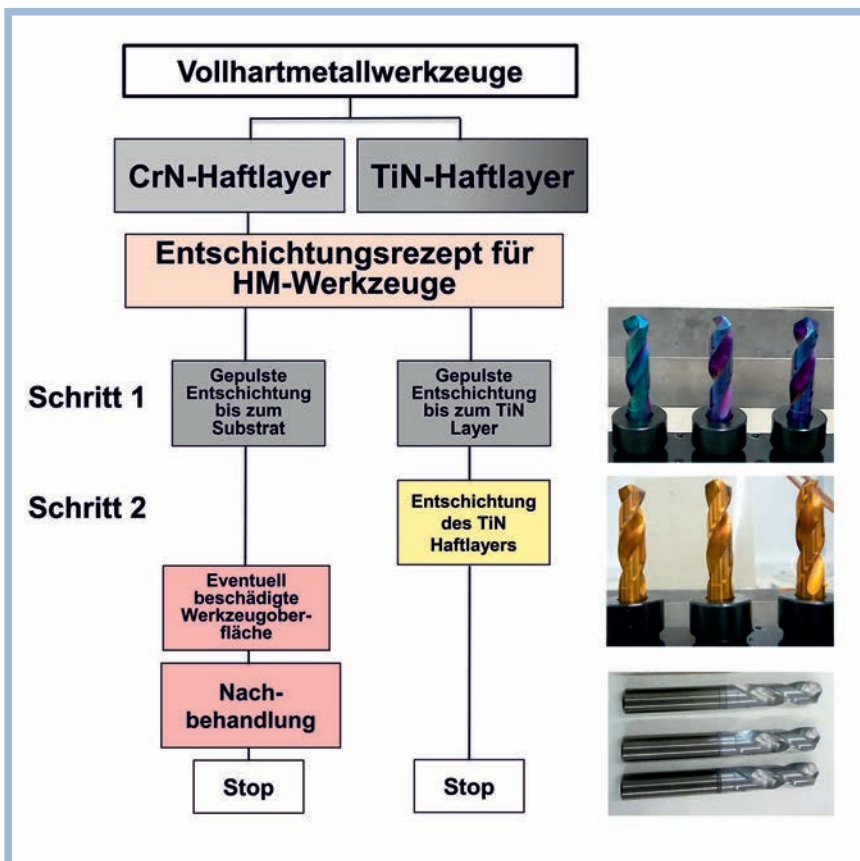 Vollhartmetallwerkzeuge
CrN-Haftlayer
TiN-Haftlayer
Entschichtungsrezept für
HM-Werkzeuge
Schritt 1
Gepulste
Entschichtung
bis zum
Substrat
Gepulste
Entschichtung
bis zum TiN
Layer
Schritt 2
Entschichtung
des TiN
Haftlayers
Eventuell
beschädigte
Werkzeugober-
fläche
Nach-
behandlung
Stop
Stop